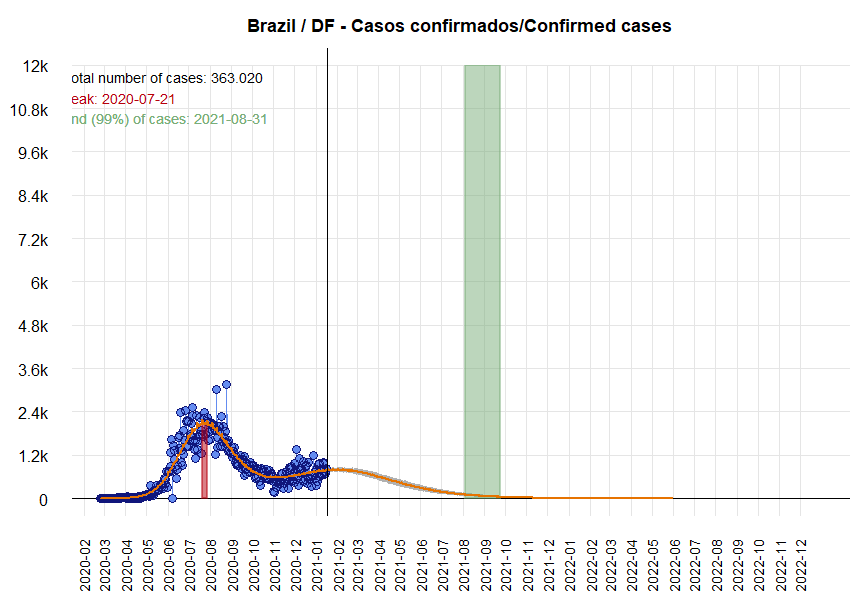 Brazil / DF - Casos confirmados/Confirmed cases
12k
otal number of cases: 363.020
eak: 2020-07-21
nd (99%) of cases: 2021-08-31
10.8k
9.6k
8.4k
7.2k
6k
4.8k
3.6k
2.4k
1.2k
0
2020-02
2020-03
2020-04
2020-05
2020-06
2020-07
2020-08
2020-09
2020-10
2020-11
2020-12
2021-01
2021-02
2021-03
2021-04
2021-05
2021-06
2021-07
2021-08
2021-09
2021-10
2021-11
2021-12
2022-01
2022-02
2022-03
2022-04
2022-05
2022-06
2022-07
2022-08
2022-09
2022-10
2022-11
2022-12